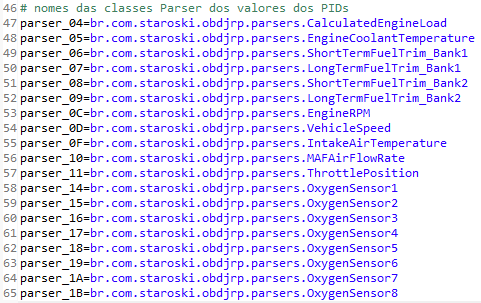 46 # nomes das classes Parser dos valores dos PIDs
47 parser_04=br.com.staroski.obdjrp.parsers.CalculatedEngineLoad
48 parser_05=br.com.staroski.obdjrp.parsers.EngineCoolantTemperature
49 parser_06=br.com.staroski.obdjrp.parsers.ShortTermFuelTrim_Bank1
50 parser_07=br.com.staroski.obdjrp.parsers.LongTermFuelTrim_Bank1
51 parser_08=br.com.staroski.obdjrp.parsers.ShortTermFuelTrim_Bank2
52 parser_09=br.com.staroski.obdjrp.parsers.LongTermFuelTrim_Bank2
53 parser_0C=br.com.staroski.obdjrp.parsers.EngineRPM
54 parser_0D=br.com.staroski.obdjrp.parsers.VehicleSpeed
55 parser_0F=br.com.staroski.obdjrp.parsers.IntakeAirTemperature
56 parser_10=br.com.staroski.obdjrp.parsers.MAFAirFlowRate
57 parser_11=br.com.staroski.obdjrp.parsers.ThrottlePosition
58 parser_14=br.com.staroski.obdjrp.parsers.OxygenSensor1
59 parser_15=br.com.staroski.obdjrp.parsers.OxygenSensor2
60 parser_16=br.com.staroski.obdjrp.parsers.OxygenSensor3
61 parser_17=br.com.staroski.obdjrp.parsers.OxygenSensor4
62 parser_18=br.com.staroski.obdjrp.parsers.OxygenSensor5
63 parser_19=br.com.staroski.obdjrp.parsers.OxygenSensor6
64 parser_1A=br.com.staroski.obdjrp.parsers.OxygenSensor7
65 parser_1B=br.com.staroski.obdjrp.parsers.OxygenSensor8